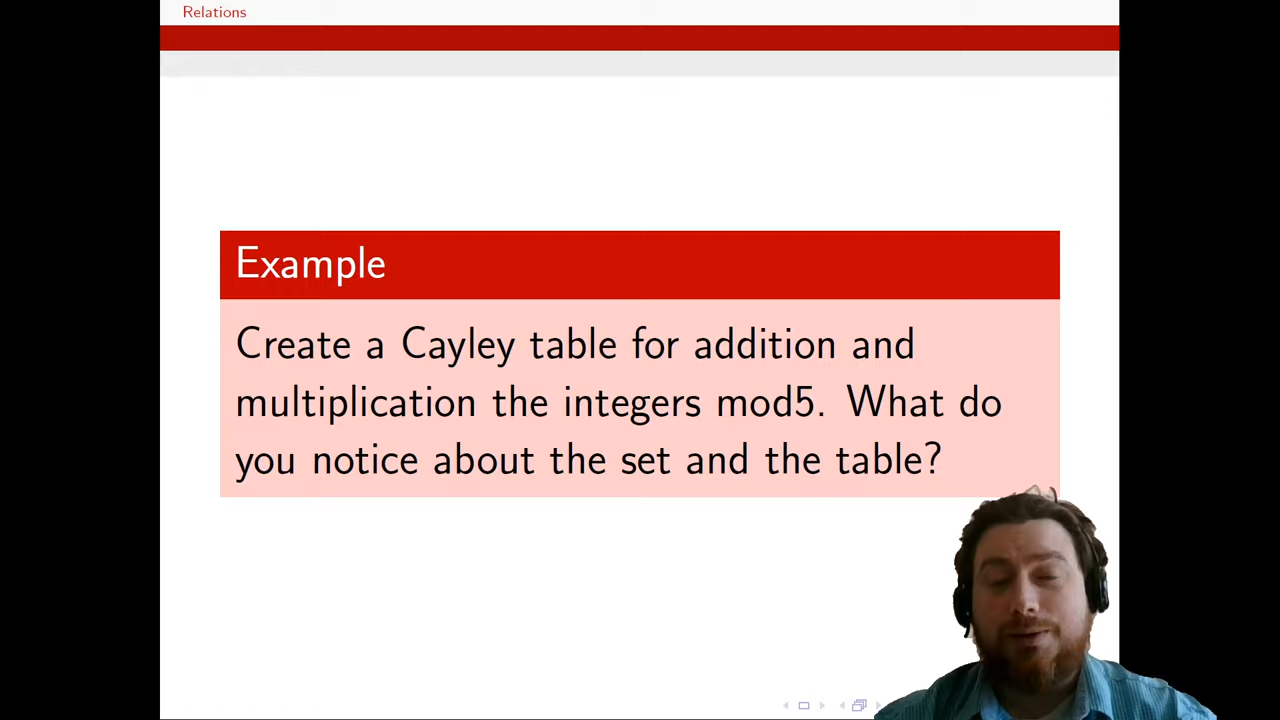 Relations
Example
Create a Cayley table for addition and
multiplication the integers mod5. What do
you notice about the set and the table?